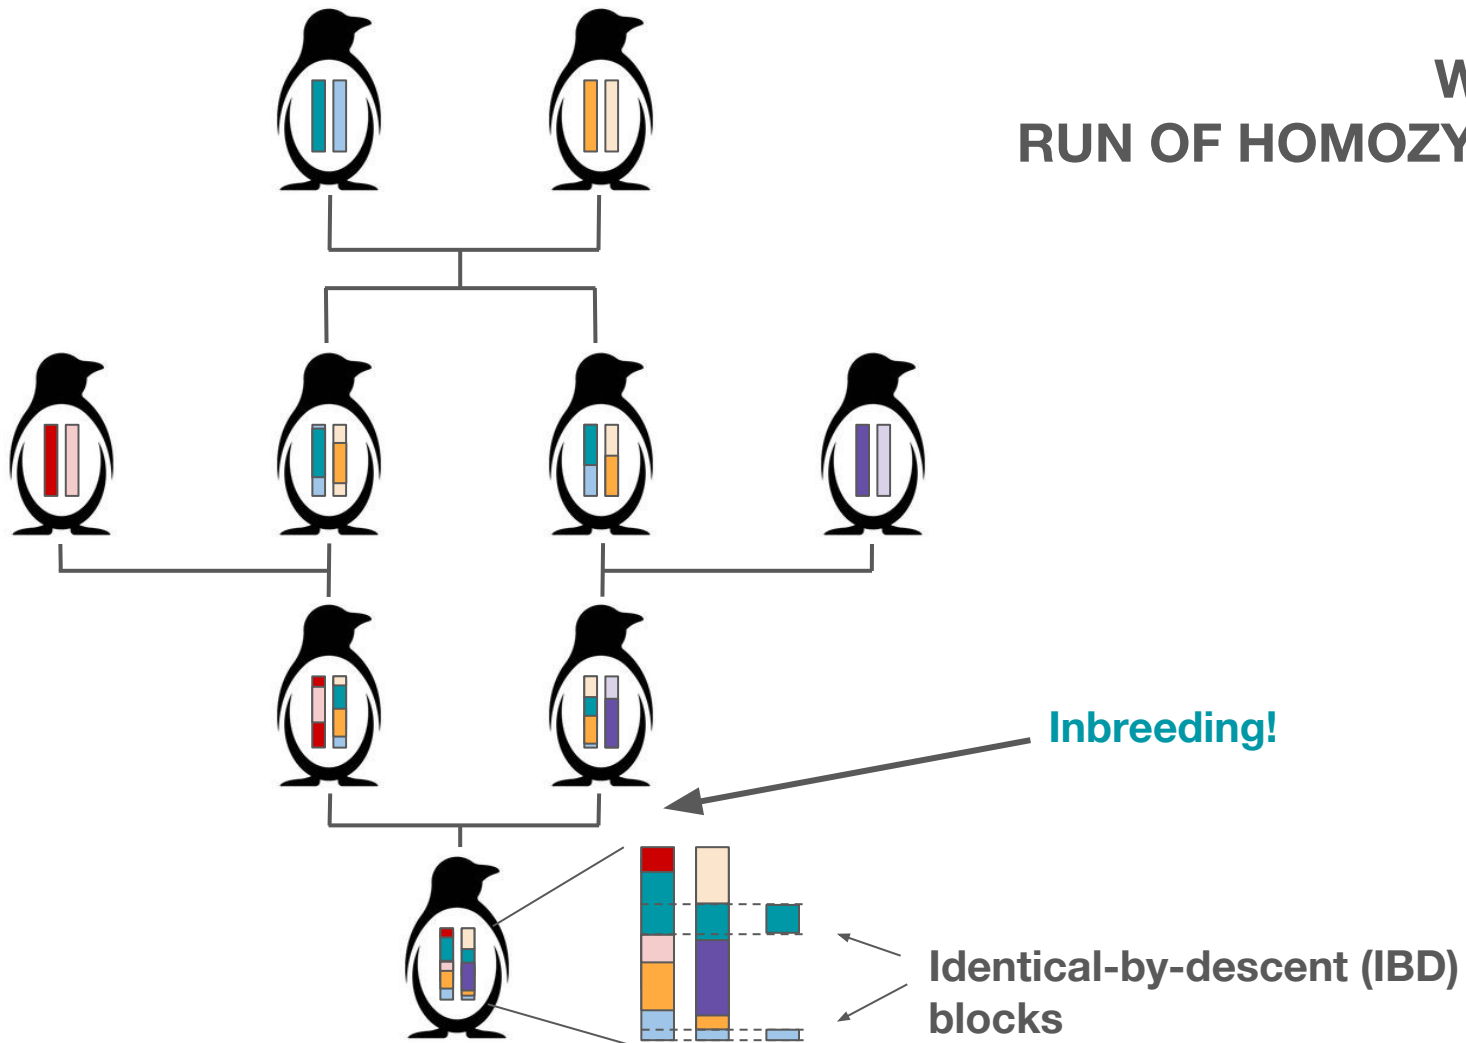 W
RUN OF HOMOZY
Inbreeding!
Identical-by-descent (IBD)
blocks